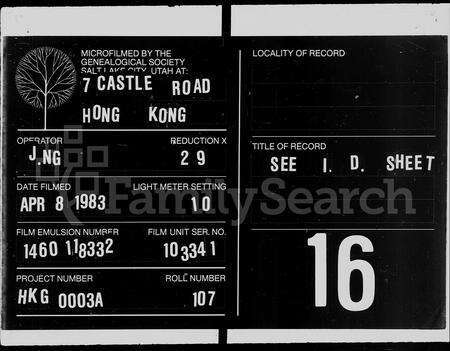 MICROFILMED BY THE
GENEALOGICAL SOCIETY
SALT LAKE CITY, UTAH AT:
7 CASTLE ROAD
HONG KONG
OPERATOR
REDUCTION X
J.NG
29
DATE FILMED
LIGHT METER SETTING
APR 8 1983
10
FILM EMULSION NUMBER
FILM UNIT SER. NO.
1460 118332
103341
PROJECT NUMBER
ROLL NUMBER
HKG 0003A
107
LOCALITY OF RECORD
TITLE OF RECORD
SEE I. D. SHEET
16
FamilySearch